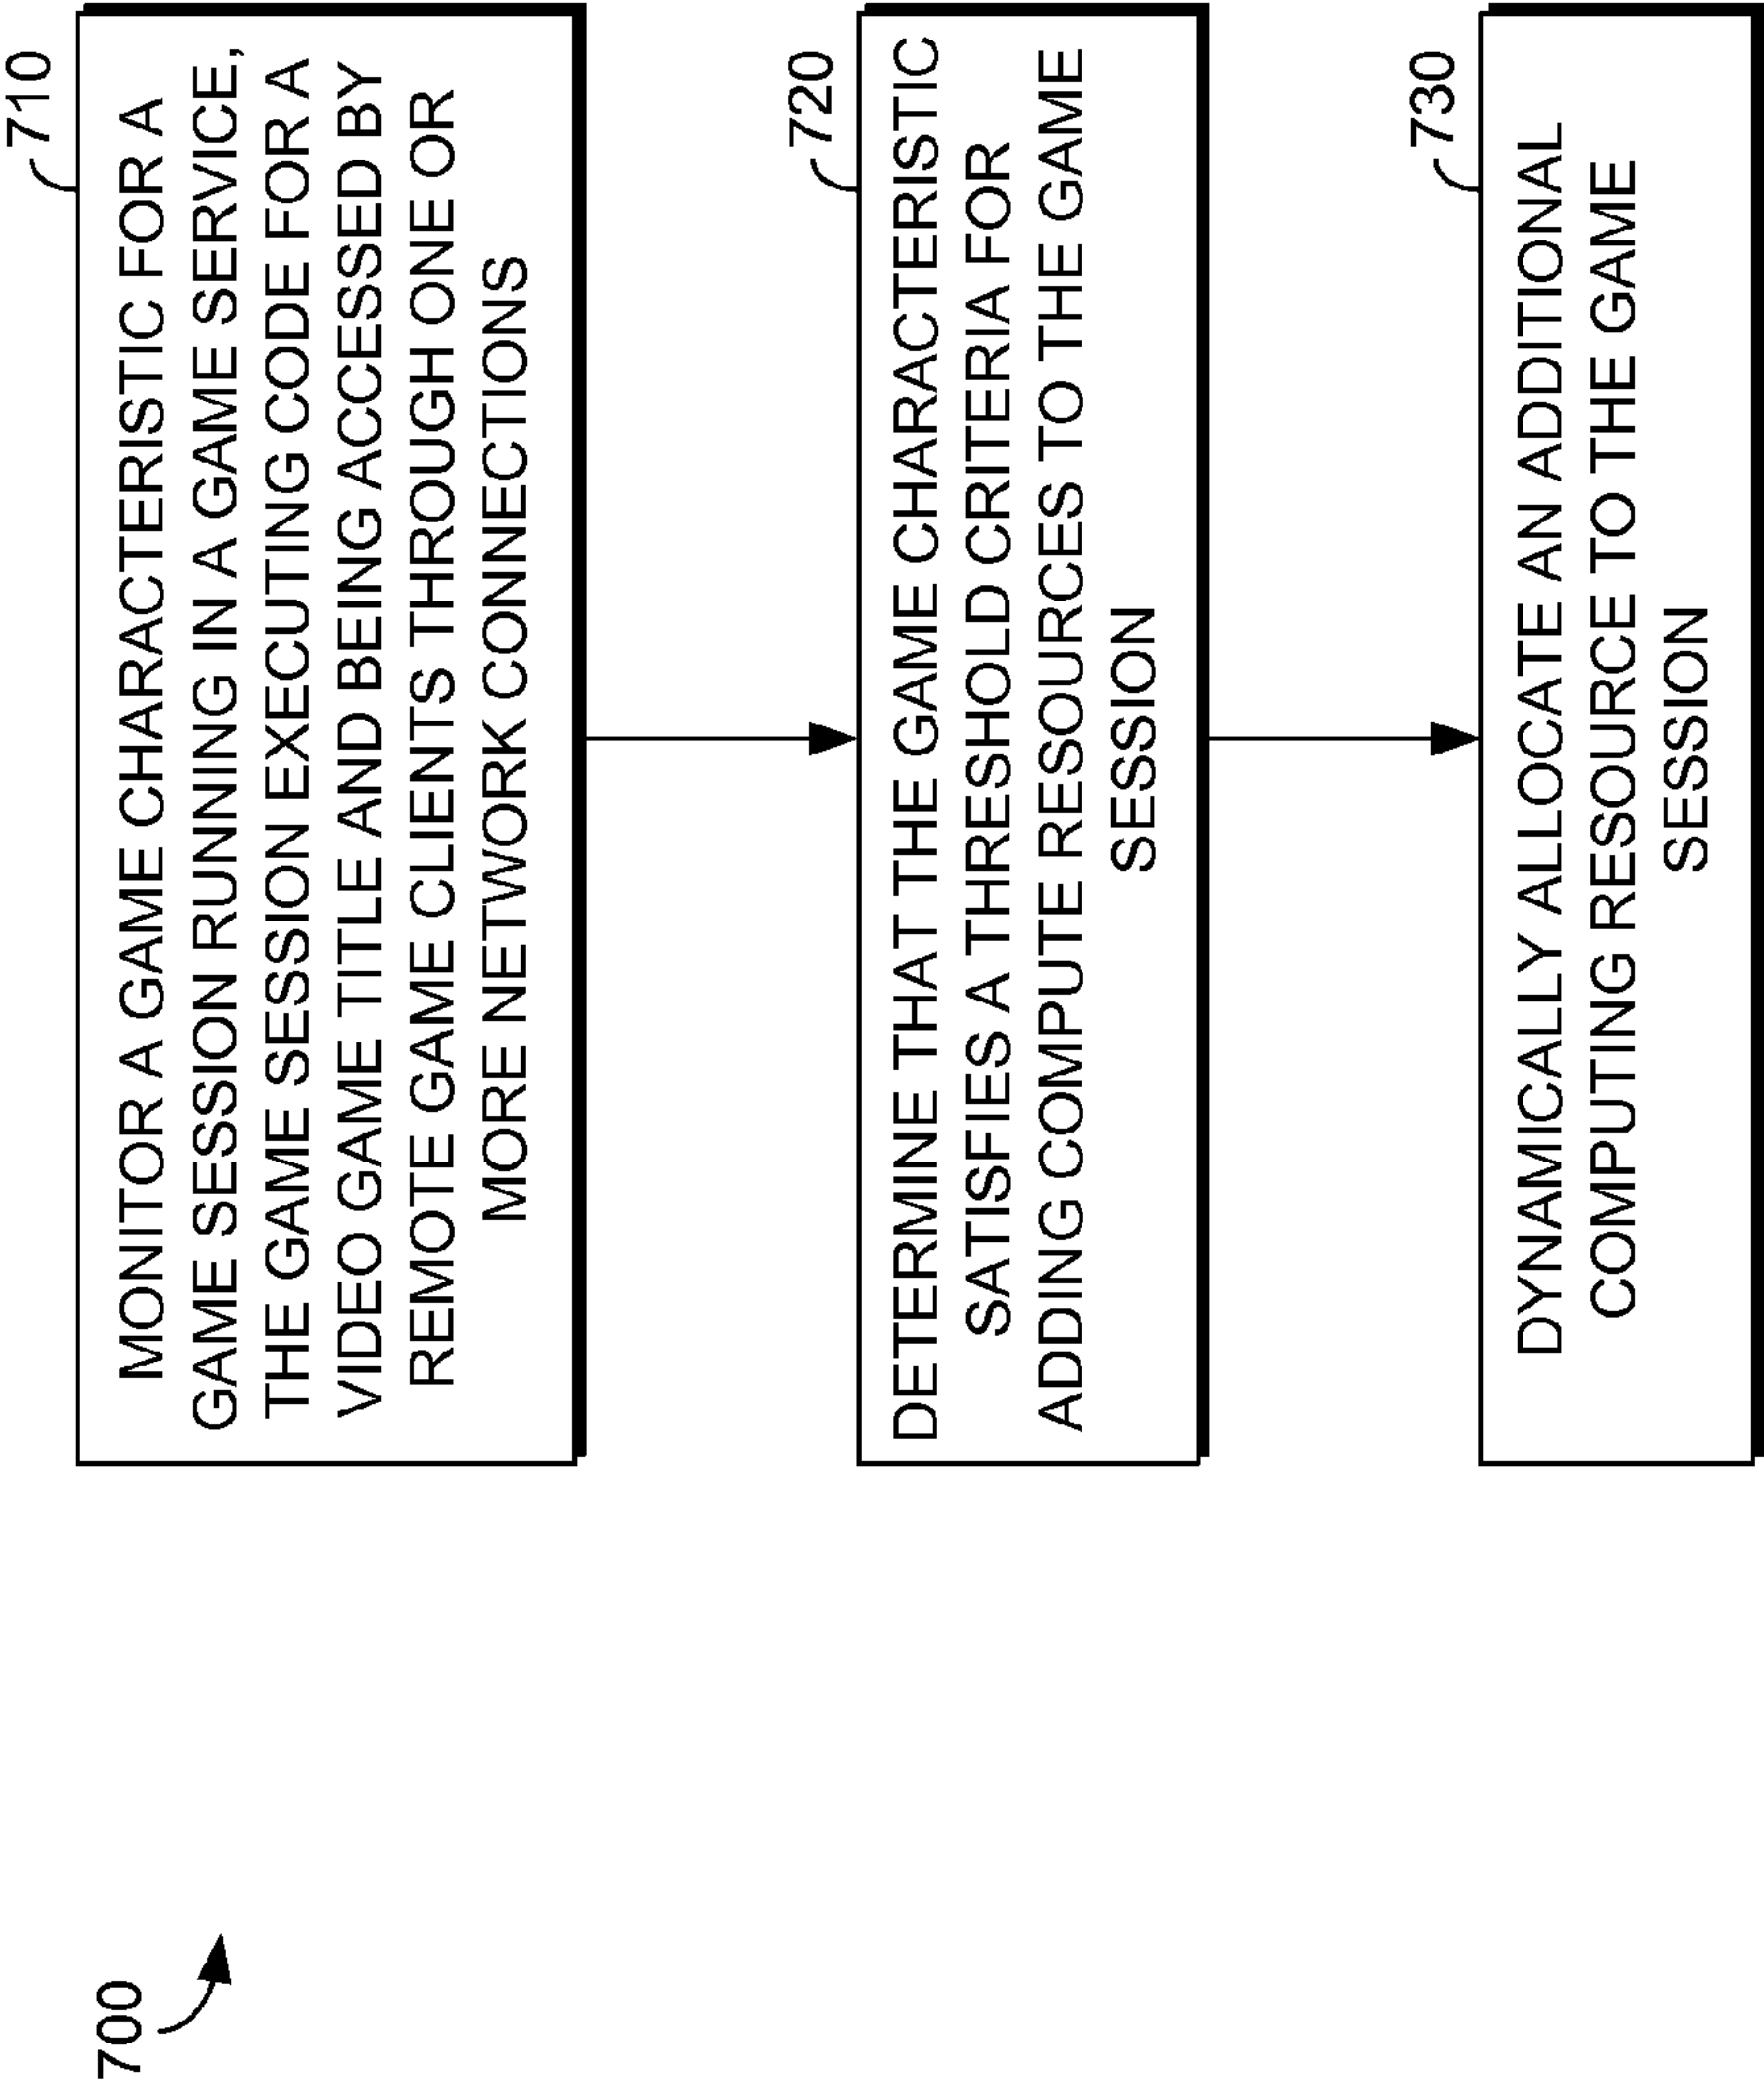 700
710
MONITOR A GAME CHARACTERISTIC FOR A
GAME SESSION RUNNING IN A GAME SERVICE,
THE GAME SESSION EXECUTING CODE FOR A
VIDEO GAME TITLE AND BEING ACCESSED BY
REMOTE GAME CLIENTS THROUGH ONE OR
MORE NETWORK CONNECTIONS
720
DETERMINE THAT THE GAME CHARACTERISTIC
SATISFIES A THRESHOLD CRITERIA FOR
ADDING COMPUTE RESOURCES TO THE GAME
SESSION
730
DYNAMICALLY ALLOCATE AN ADDITIONAL
COMPUTING RESOURCE TO THE GAME
SESSION